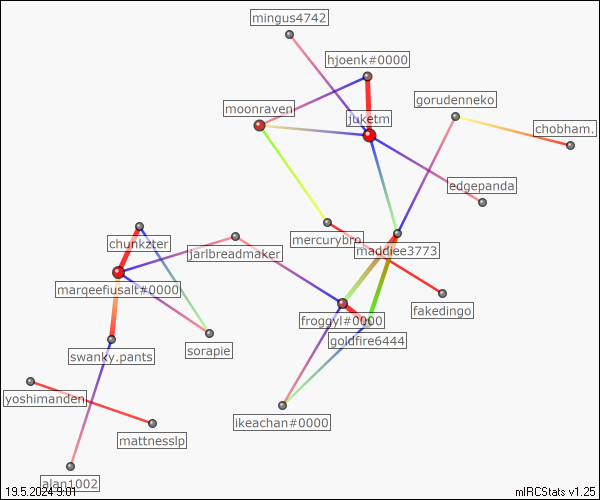 mingus4742
hjoenk#0000
gorudenneko
moonraven
juketm
chobham.
edgepanda
mercurybro
maddiee3773
chunkzter
jarlbreadmaker
marqeefiusalt#0000
fakedingo
froggyl#0000
goldfire6444
sorapie
swanky.pants
yoshimanden
ikeachan#0000
mattnesslp
alan1002
19.5.2024 9:01
mIRCStats v1.25